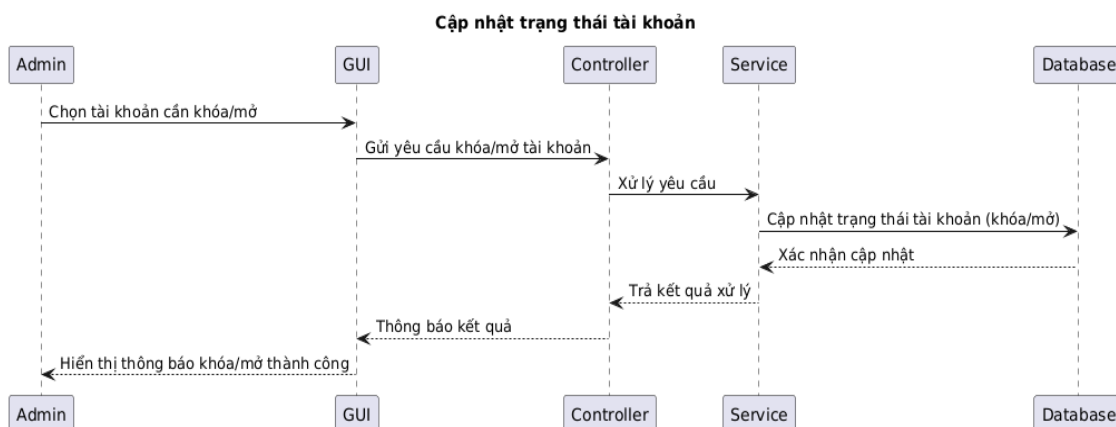 Cập nhật trạng thái tài khoản
Admin GUI Controller Service Database
Chọn tài khoản cần khóa/mở
Gửi yêu cầu khóa/mở tài khoản
Xử lý yêu cầu
Cập nhật trạng thái tài khoản (khóa/mở)
Xác nhận cập nhật
Trả kết quả xử lý
Thông báo kết quả
Hiển thị thông báo khóa/mở thành công
Admin GUI Controller Service Database